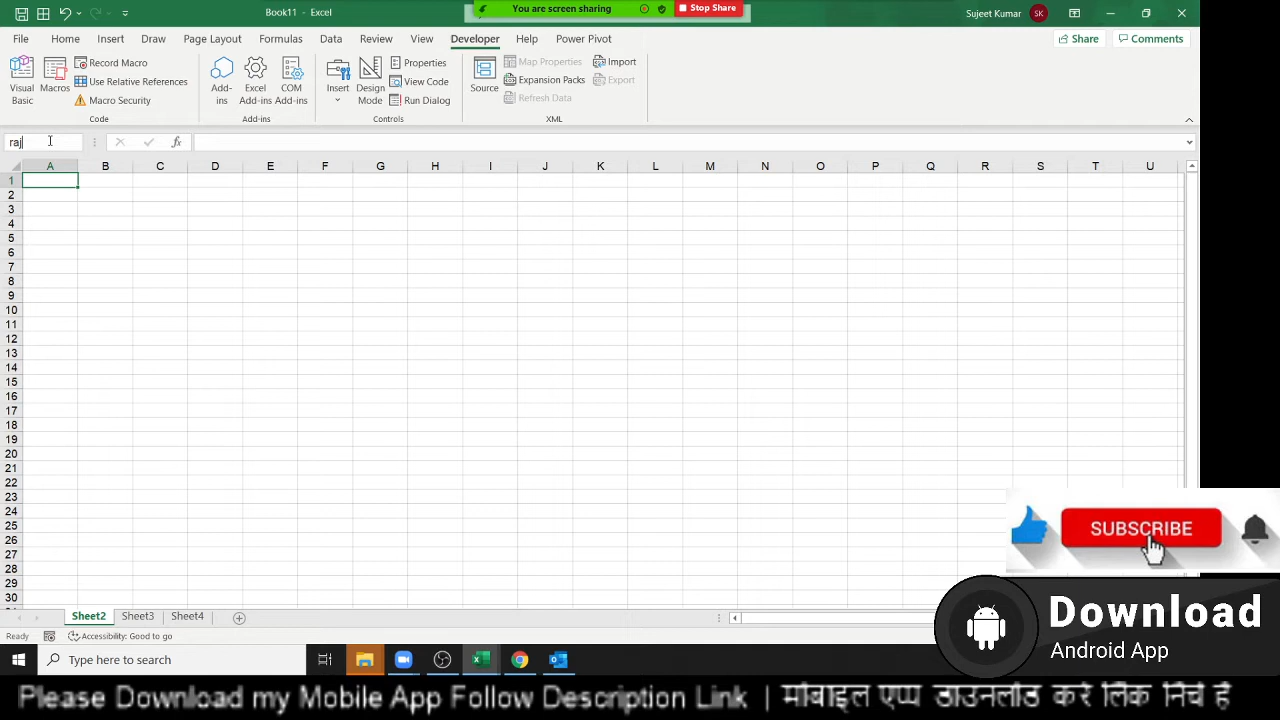 Book11 - Excel
You are screen sharing
Stop Share
Sujeet Kumar
SK
File Home Insert Draw Page Layout Formulas Data Review View Developer Help Power Pivot
Share
Comments
Visual Basic
Macros
Record Macro
Use Relative References
Macro Security
Code
Add-ins
Excel Add-ins
COM Add-ins
Add-ins
Insert
Design Mode
Properties
View Code
Run Dialog
Controls
Source
Map Properties
Expansion Packs
Refresh Data
Import
Export
XML
raj
fx
A B C D E F G H I J K L M N O P Q R S T U
1
2
3
4
5
6
7
8
9
10
11
12
13
14
15
16
17
18
19
20
21
22
23
24
25
26
27
28
29
30
SUBSCRIBE
Download
Android App
Sheet2 Sheet3 Sheet4
Ready
Accessibility: Good to go
Type here to search
Please Download my Mobile App Follow Description Link | मोबाइल एप्प डाउनलोड करे लिंक निचे है